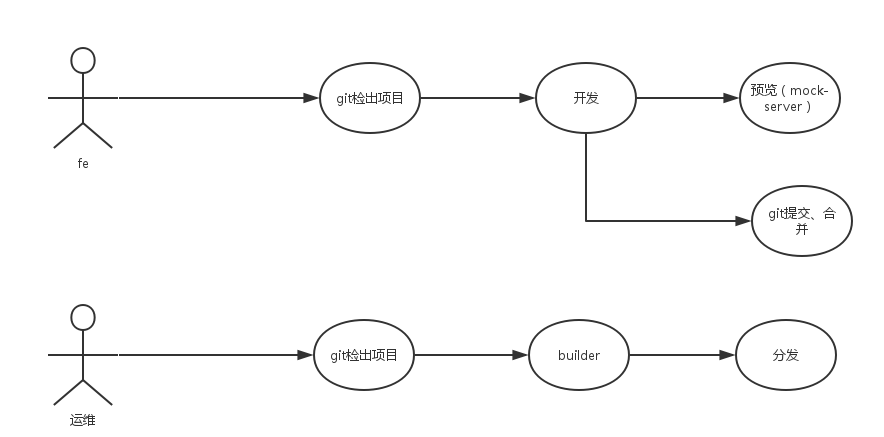 git检出项目
开发
预览（mock-
server）
fe
git提交、合
并
git检出项目
builder
分发
运维